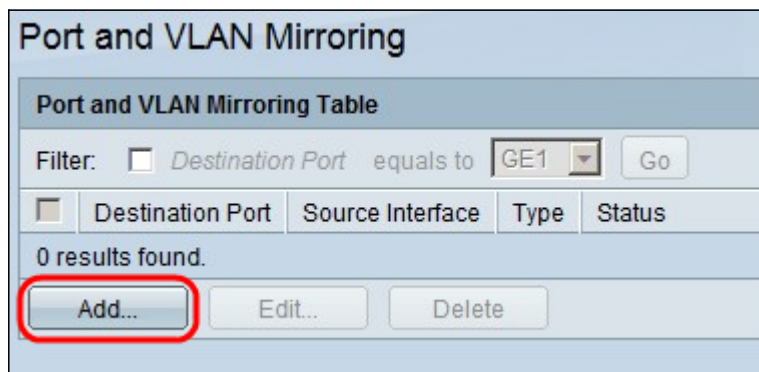 Port and VLAN Mirroring
Port and VLAN Mirroring Table
Filter: Destination Port equals to GE1 Go
Destination Port Source Interface Type Status
0 results found.
Add... Edit... Delete